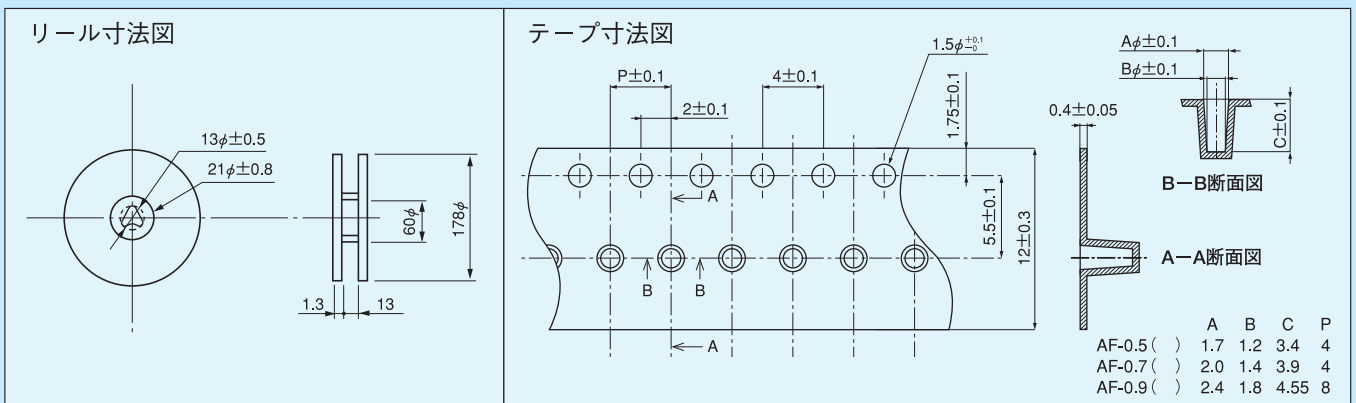 リール寸法図
13φ±0.5
21φ±0.8
60φ
178φ
1.3
13
テープ寸法図
P±0.1
4±0.1
2±0.1
1.5φ+0.1 -0
1.75±0.1
5.5±0.1
12±0.3
A
A
B
B
0.4±0.05
Aφ±0.1
Bφ±0.1
C±0.1
B－B断面図
A－A断面図
A B C P
AF-0.5 ( ) 1.7 1.2 3.4 4
AF-0.7 ( ) 2.0 1.4 3.9 4
AF-0.9 ( ) 2.4 1.8 4.55 8